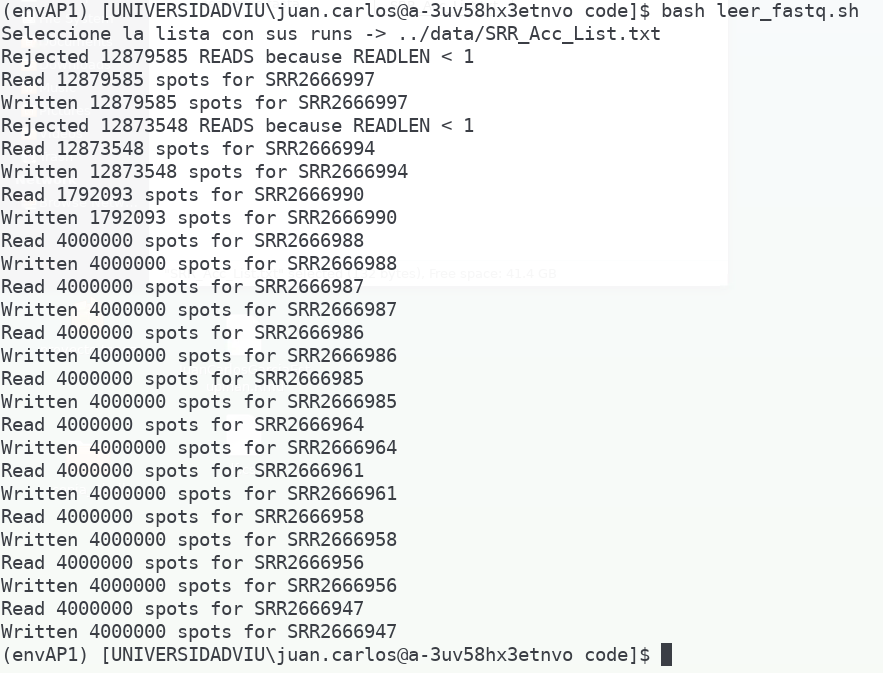 (envAP1) [UNIVERSIDADVIU\juan.carlos@a-3uv58hx3etnvo code]$ bash leer_fastq.sh
Seleccione la lista con sus runs -> ../data/SRR_Acc_List.txt
Rejected 12879585 READS because READLEN < 1
Read 12879585 spots for SRR2666997
Written 12879585 spots for SRR2666997
Rejected 12873548 READS because READLEN < 1
Read 12873548 spots for SRR2666994
Written 12873548 spots for SRR2666994
Read 1792093 spots for SRR2666990
Written 1792093 spots for SRR2666990
Read 4000000 spots for SRR2666988
Written 4000000 spots for SRR2666988
Read 4000000 spots for SRR2666987
Written 4000000 spots for SRR2666987
Read 4000000 spots for SRR2666986
Written 4000000 spots for SRR2666986
Read 4000000 spots for SRR2666985
Written 4000000 spots for SRR2666985
Read 4000000 spots for SRR2666964
Written 4000000 spots for SRR2666964
Read 4000000 spots for SRR2666961
Written 4000000 spots for SRR2666961
Read 4000000 spots for SRR2666958
Written 4000000 spots for SRR2666958
Read 4000000 spots for SRR2666956
Written 4000000 spots for SRR2666956
Read 4000000 spots for SRR2666947
Written 4000000 spots for SRR2666947
(envAP1) [UNIVERSIDADVIU\juan.carlos@a-3uv58hx3etnvo code]$
bytes), Free space: 41.4 GB